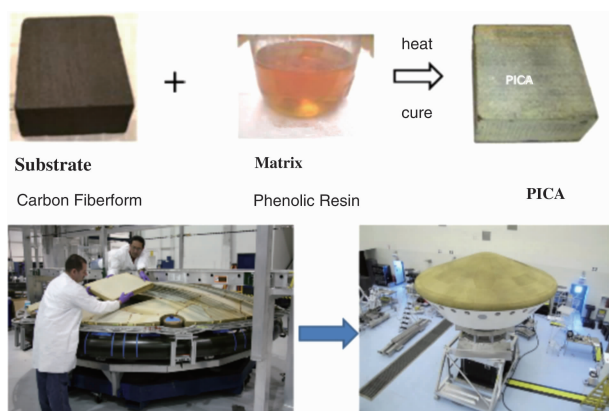 heat
+
PICA
cure
Substrate
Matrix
PICA
Carbon Fiberform
Phenolic Resin